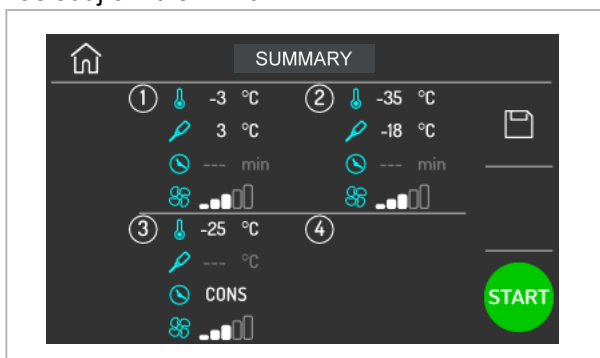 SUMMARY
1 -3 °C 2 -35 °C
3 °C -18 °C
--- min --- min
3 -25 °C 4
--- °C
CONS
START